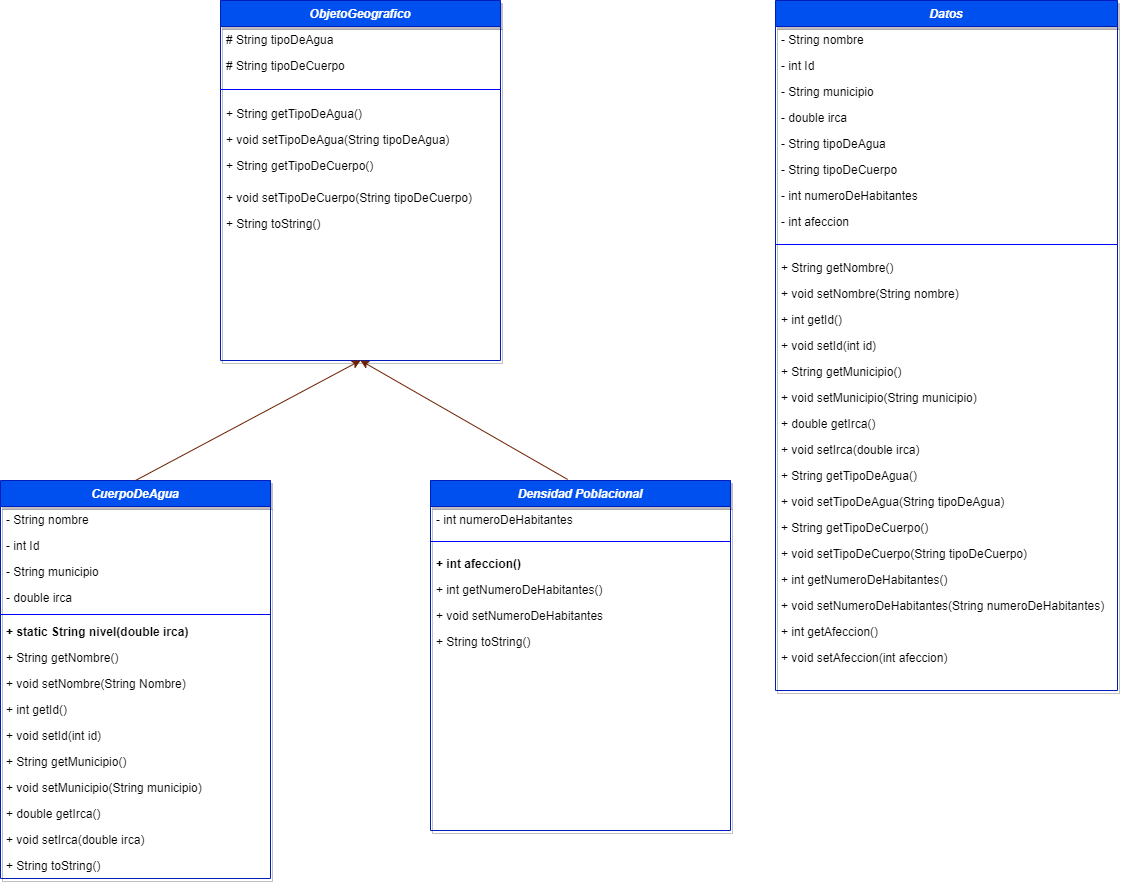 ObjetoGeografico
# String tipoDeAgua
# String tipoDeCuerpo
+ String getTipoDeAgua()
+ void setTipoDeAgua(String tipoDeAgua)
+ String getTipoDeCuerpo()
+ void setTipoDeCuerpo(String tipoDeCuerpo)
+ String toString()
Datos
- String nombre
- int Id
- String municipio
- double irca
- String tipoDeAgua
- String tipoDeCuerpo
- int numeroDeHabitantes
- int afeccion
+ String getNombre()
+ void setNombre(String nombre)
+ int getId()
+ void setId(int id)
+ String getMunicipio()
+ void setMunicipio(String municipio)
+ double getIrca()
+ void setIrca(double irca)
+ String getTipoDeAgua()
+ void setTipoDeAgua(String tipoDeAgua)
+ String getTipoDeCuerpo()
+ void setTipoDeCuerpo(String tipoDeCuerpo)
+ int getNumeroDeHabitantes()
+ void setNumeroDeHabitantes(String numeroDeHabitantes)
+ int getAfeccion()
+ void setAfeccion(int afeccion)
CuerpoDeAgua
- String nombre
- int Id
- String municipio
- double irca
+ static String nivel(double irca)
+ String getNombre()
+ void setNombre(String Nombre)
+ int getId()
+ void setId(int id)
+ String getMunicipio()
+ void setMunicipio(String municipio)
+ double getIrca()
+ void setIrca(double irca)
+ String toString()
Densidad Poblacional
- int numeroDeHabitantes
+ int afeccion()
+ int getNumeroDeHabitantes()
+ void setNumeroDeHabitantes
+ String toString()